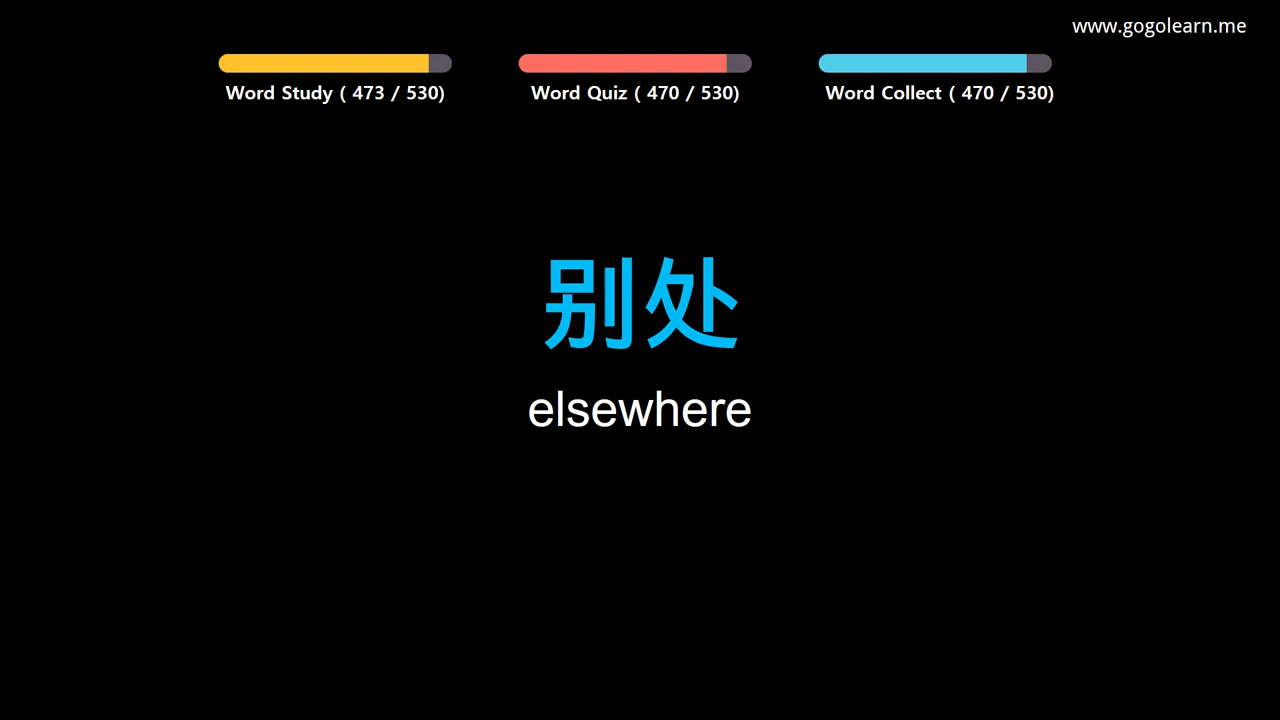 www.gogolearn.me
Word Study ( 473 / 530)
Word Quiz ( 470 / 530)
Word Collect ( 470 / 530)
别处
elsewhere